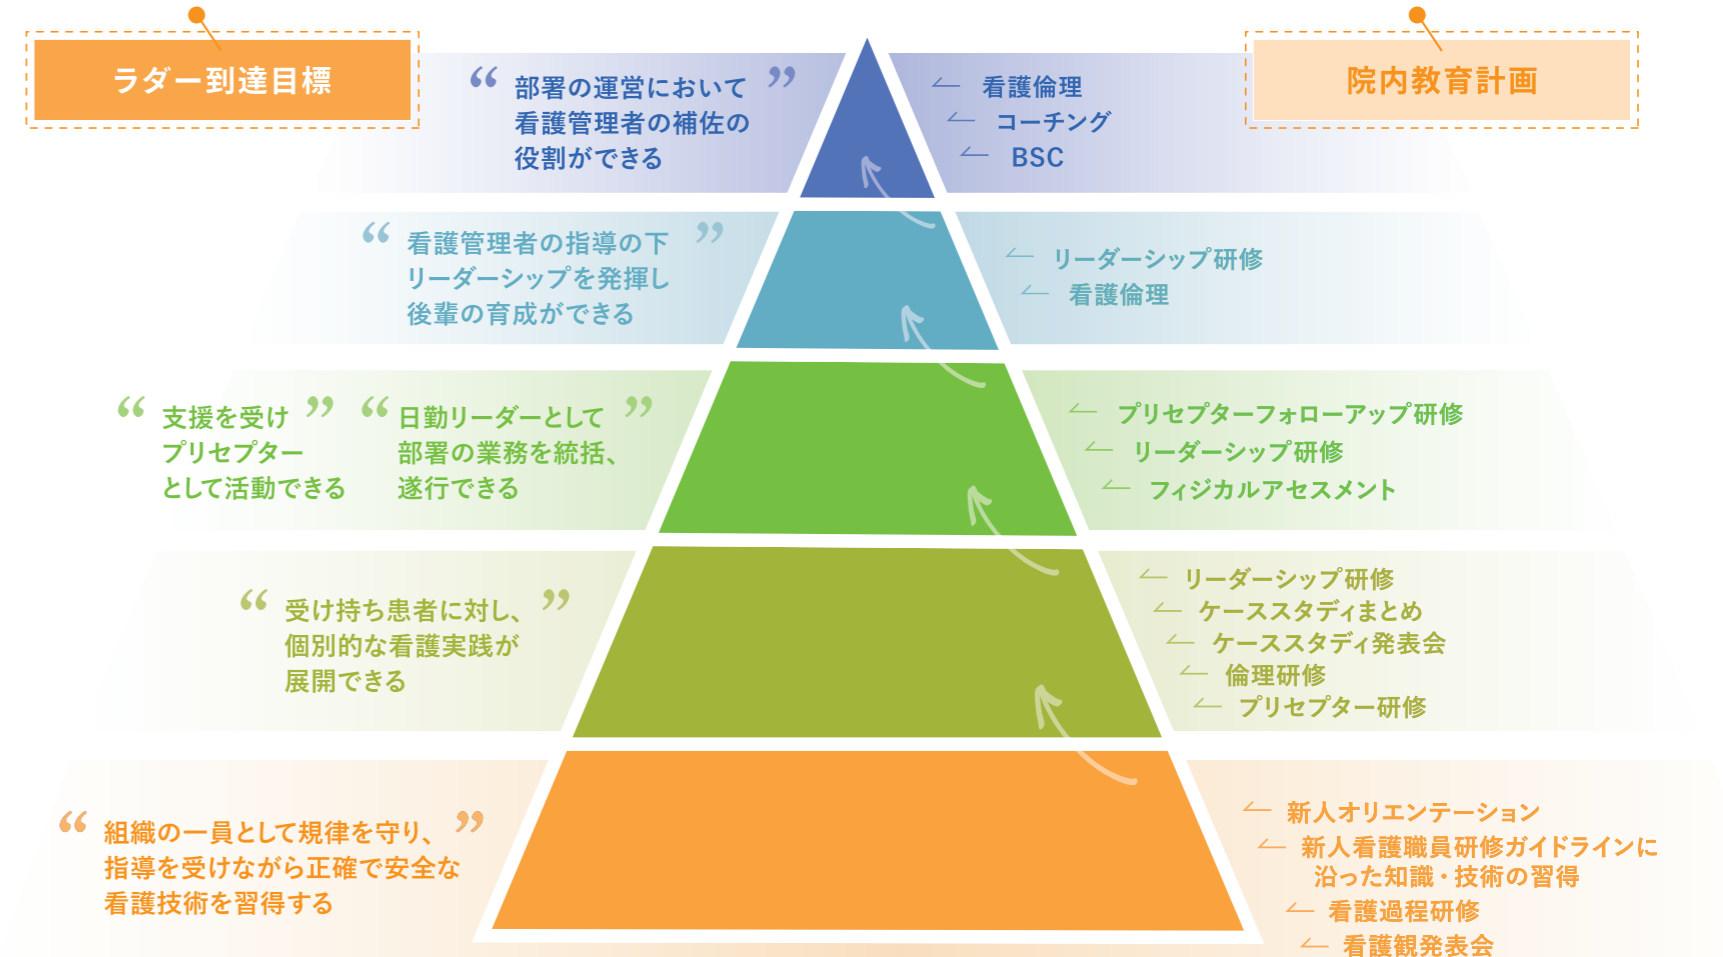 ラダー到達目標
院内教育計画
“ 部署の運営において ”
看護管理者の補佐の
役割ができる
看護倫理
コーチング
BSC
“ 看護管理者の指導の下 ”
リーダーシップを発揮し
後輩の育成ができる
リーダーシップ研修
看護倫理
“ 支援を受け ”
プリセプター
として活動できる
“ 日勤リーダーとして ”
部署の業務を統括、
遂行できる
プリセプターフォローアップ研修
リーダーシップ研修
フィジカルアセスメント
“ 受け持ち患者に対し、 ”
個別的な看護実践が
展開できる
リーダーシップ研修
ケーススタディまとめ
ケーススタディ発表会
倫理研修
プリセプター研修
“ 組織の一員として規律を守り、 ”
指導を受けながら正確で安全な
看護技術を習得する
新人オリエンテーション
新人看護職員研修ガイドラインに
沿った知識・技術の習得
看護過程研修
看護観発表会